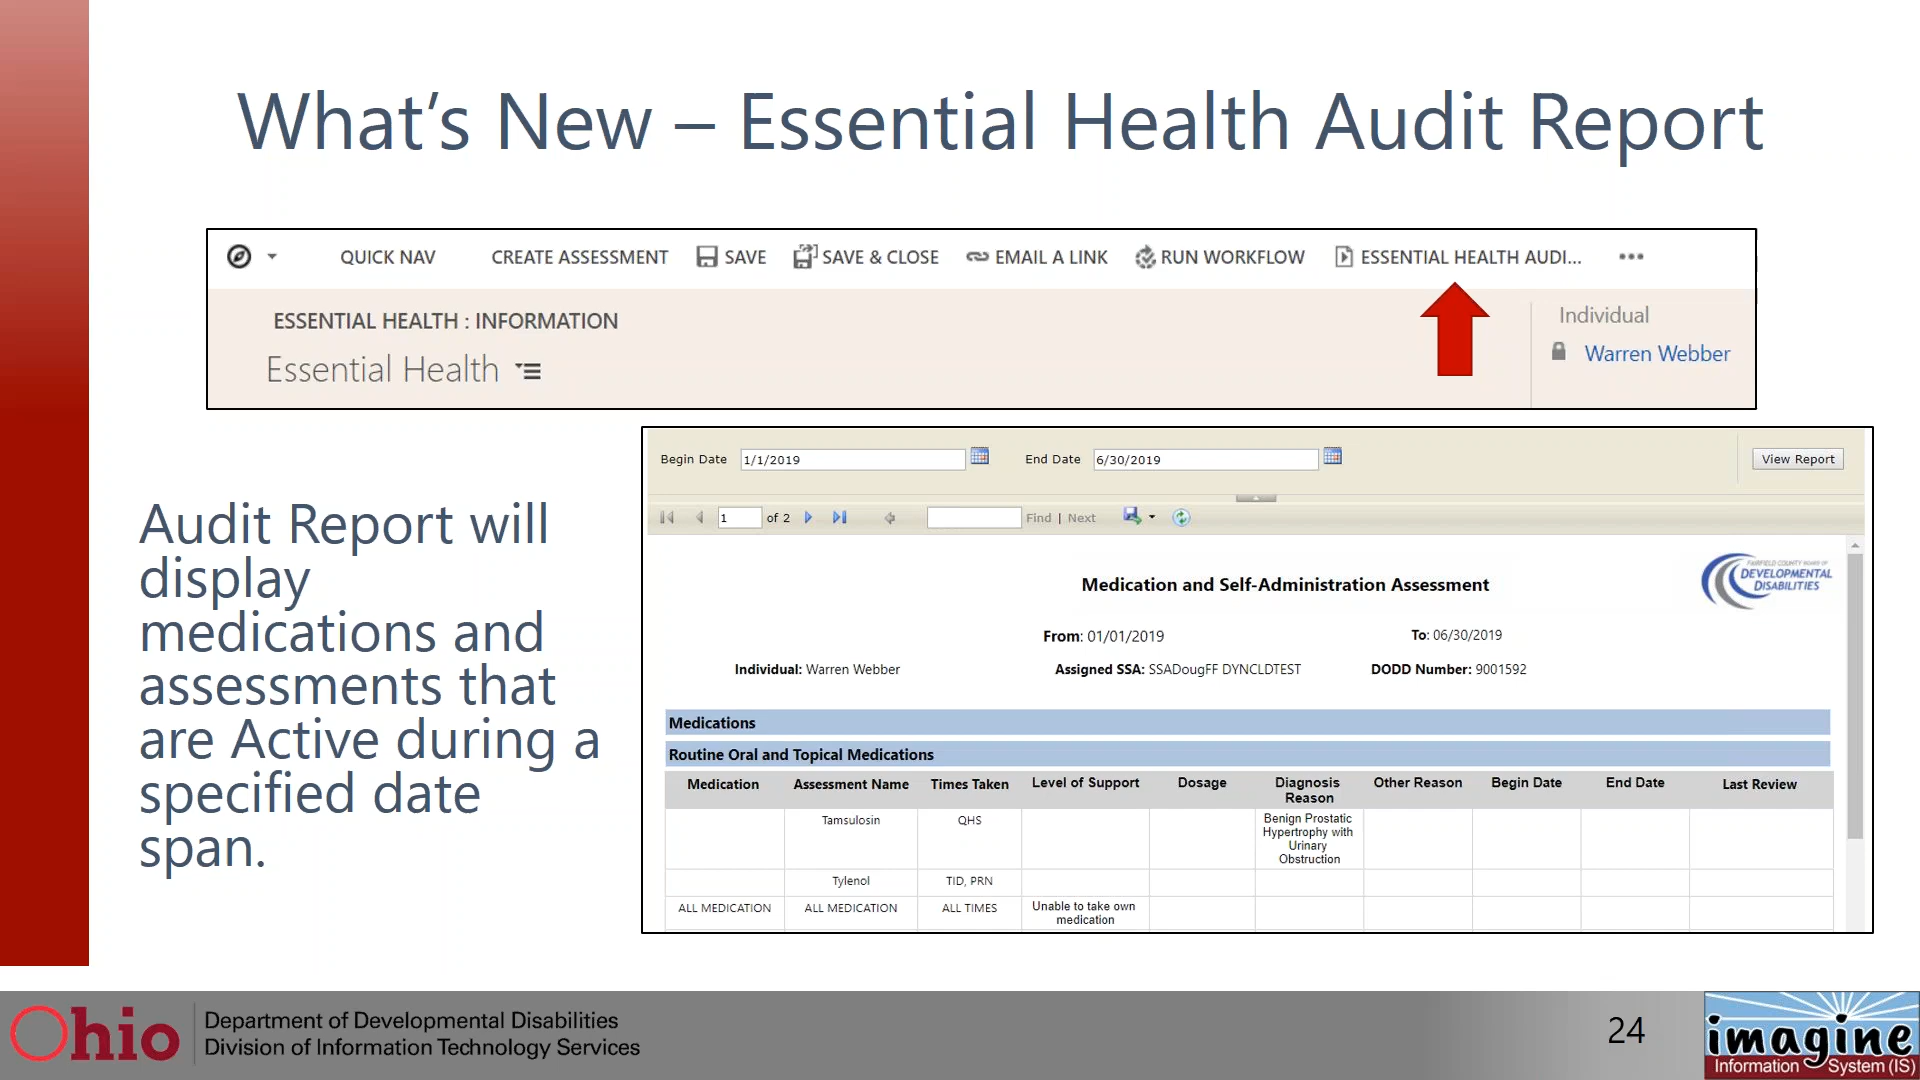 What's New – Essential Health Audit Report
QUICK NAV CREATE ASSESSMENT SAVE SAVE & CLOSE EMAIL A LINK RUN WORKFLOW ESSENTIAL HEALTH AUDI... •••
ESSENTIAL HEALTH : INFORMATION
Essential Health
Individual
Warren Webber
Audit Report will
display
medications and
assessments that
are Active during a
specified date
span.
Begin Date 1/1/2019 End Date 6/30/2019 View Report
1 of 2 Find | Next
FAIRFIELD COUNTY BOARD OF
DEVELOPMENTAL
DISABILITIES
Medication and Self-Administration Assessment
From: 01/01/2019 To: 06/30/2019
Individual: Warren Webber Assigned SSA: SSADougFF DYNCLDTEST DODD Number: 9001592
Medications
Routine Oral and Topical Medications
Medication Assessment Name Times Taken Level of Support Dosage Diagnosis Reason Other Reason Begin Date End Date Last Review
Tamsulosin QHS Benign Prostatic
Hypertrophy with
Urinary
Obstruction
Tylenol TID, PRN
ALL MEDICATION ALL MEDICATION ALL TIMES Unable to take own
medication
Ohio
Department of Developmental Disabilities
Division of Information Technology Services
24
imagine
Information System (IS)